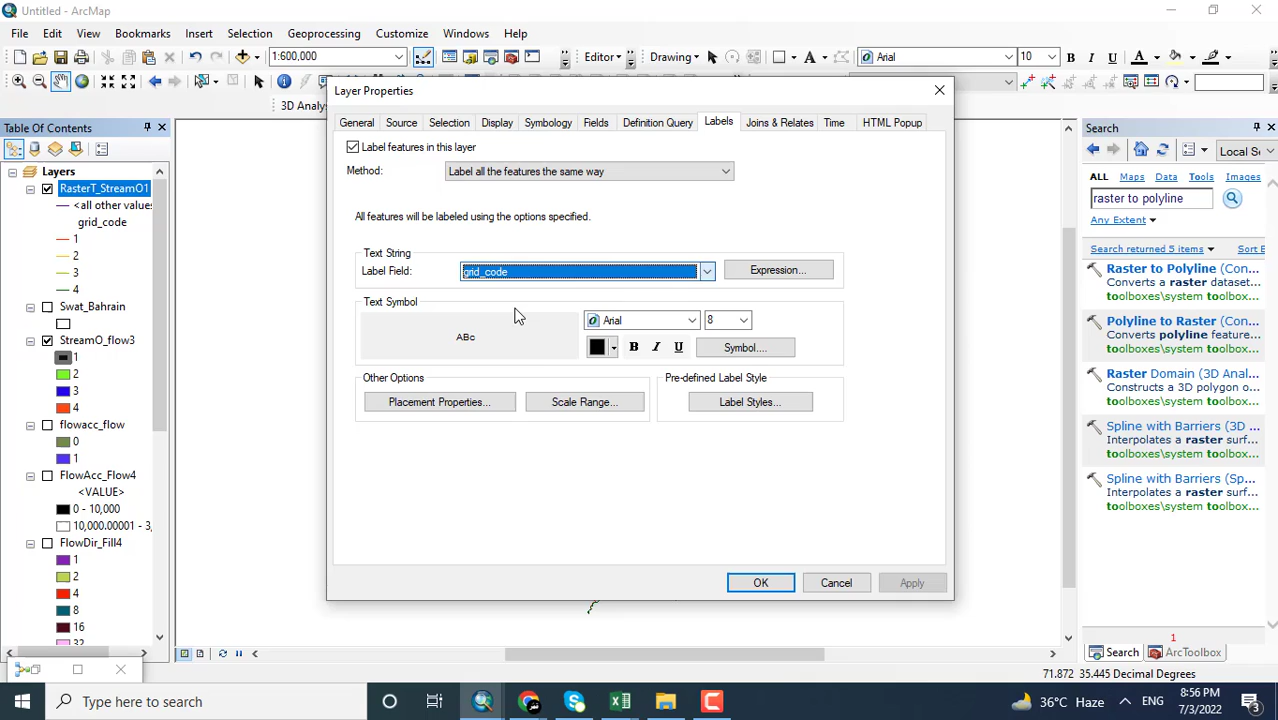 Untitled - ArcMap
File Edit View Bookmarks Insert Selection Geoprocessing Customize Windows Help
1:600,000 Editor Drawing Arial 10 B I U A
3D Analys
Layer Properties
General Source Selection Display Symbology Fields Definition Query Labels Joins & Relates Time HTML Popup
Label features in this layer
Method: Label all the features the same way
All features will be labeled using the options specified.
Text String
Label Field: grid_code Expression...
Text Symbol
ABc
Arial 8
B I U Symbol....
Other Options
Placement Properties... Scale Range...
Pre-defined Label Style
Label Styles...
OK Cancel Apply
Table Of Contents
Layers
RasterT_StreamO1
<all other values
grid_code
1
2
3
4
Swat_Bahrain
StreamO_flow3
1
2
3
4
flowacc_flow
0
1
FlowAcc_Flow4
<VALUE>
0 - 10,000
10,000.00001 - 3,
FlowDir_Fill4
1
2
4
8
16
32
Search
Local Se
ALL Maps Data Tools Images
raster to polyline
Any Extent
Search returned 5 items Sort B
Raster to Polyline (Con...
Converts a raster dataset...
toolboxes\system toolbox...
Polyline to Raster (Conv...
Converts polyline feature...
toolboxes\system toolbox...
Raster Domain (3D Anal...
Constructs a 3D polygon o...
toolboxes\system toolbox...
Spline with Barriers (3D ...
Interpolates a raster surf...
toolboxes\system toolbox...
Spline with Barriers (Sp...
Interpolates a raster surf...
toolboxes\system toolbox...
1
Search ArcToolbox
71.872 35.445 Decimal Degrees
Type here to search
36°C Haze ENG 8:56 PM
7/3/2022
3